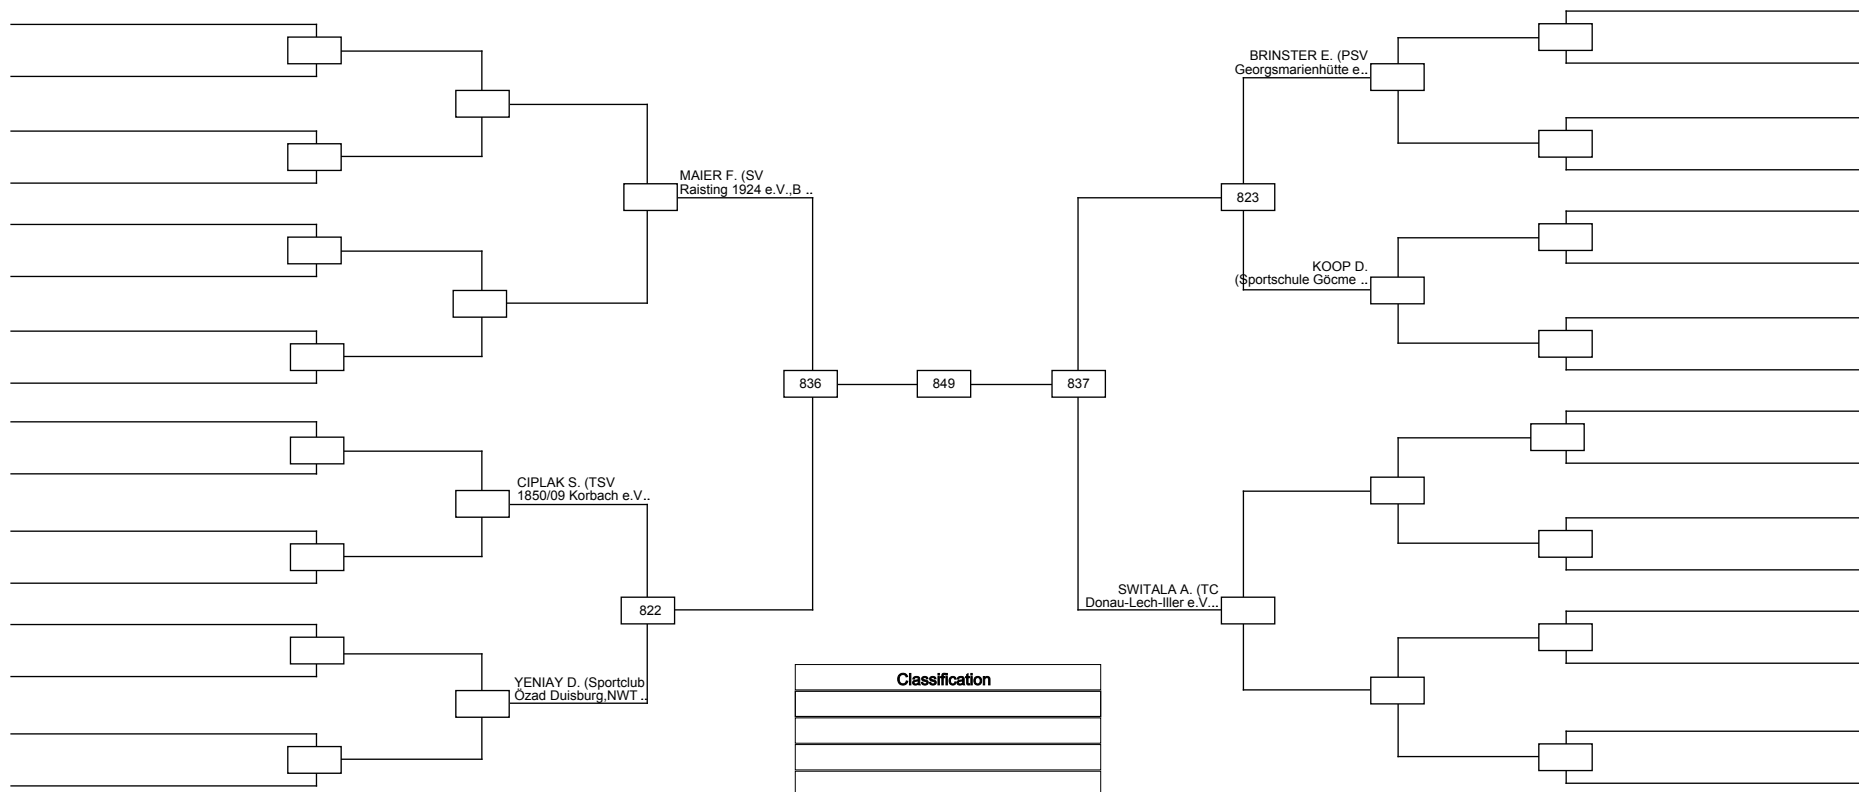 BRINSTER E. (PSV
Georgsmarienhütte e..
MAIER F. (SV
Raisting 1924 e.V.,B ..
823
KOOP D.
(Sportschule Göcme ..
836
849
837
CIPLAK S. (TSV
1850/09 Korbach e.V...
SWITALA A. (TC
Donau-Lech-Iller e.V...
822
YENIAY D. (Sportclub
Özad Duisburg,NWT ..
Classification